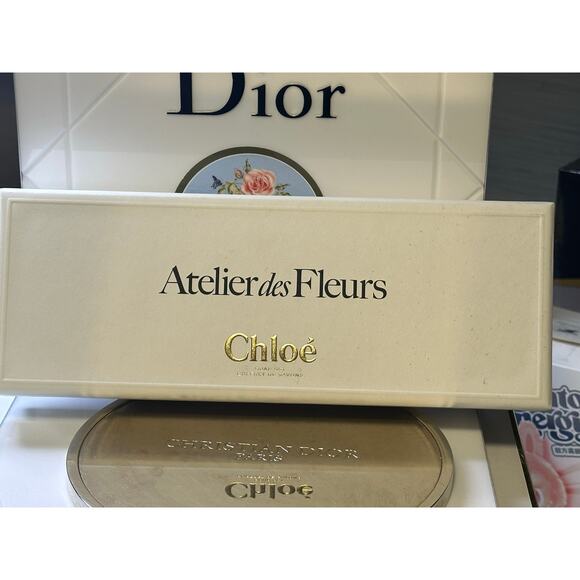 Dior
Atelier des Fleurs
Chloé
CHRISTIAN DIOR
PARIS
Chloé